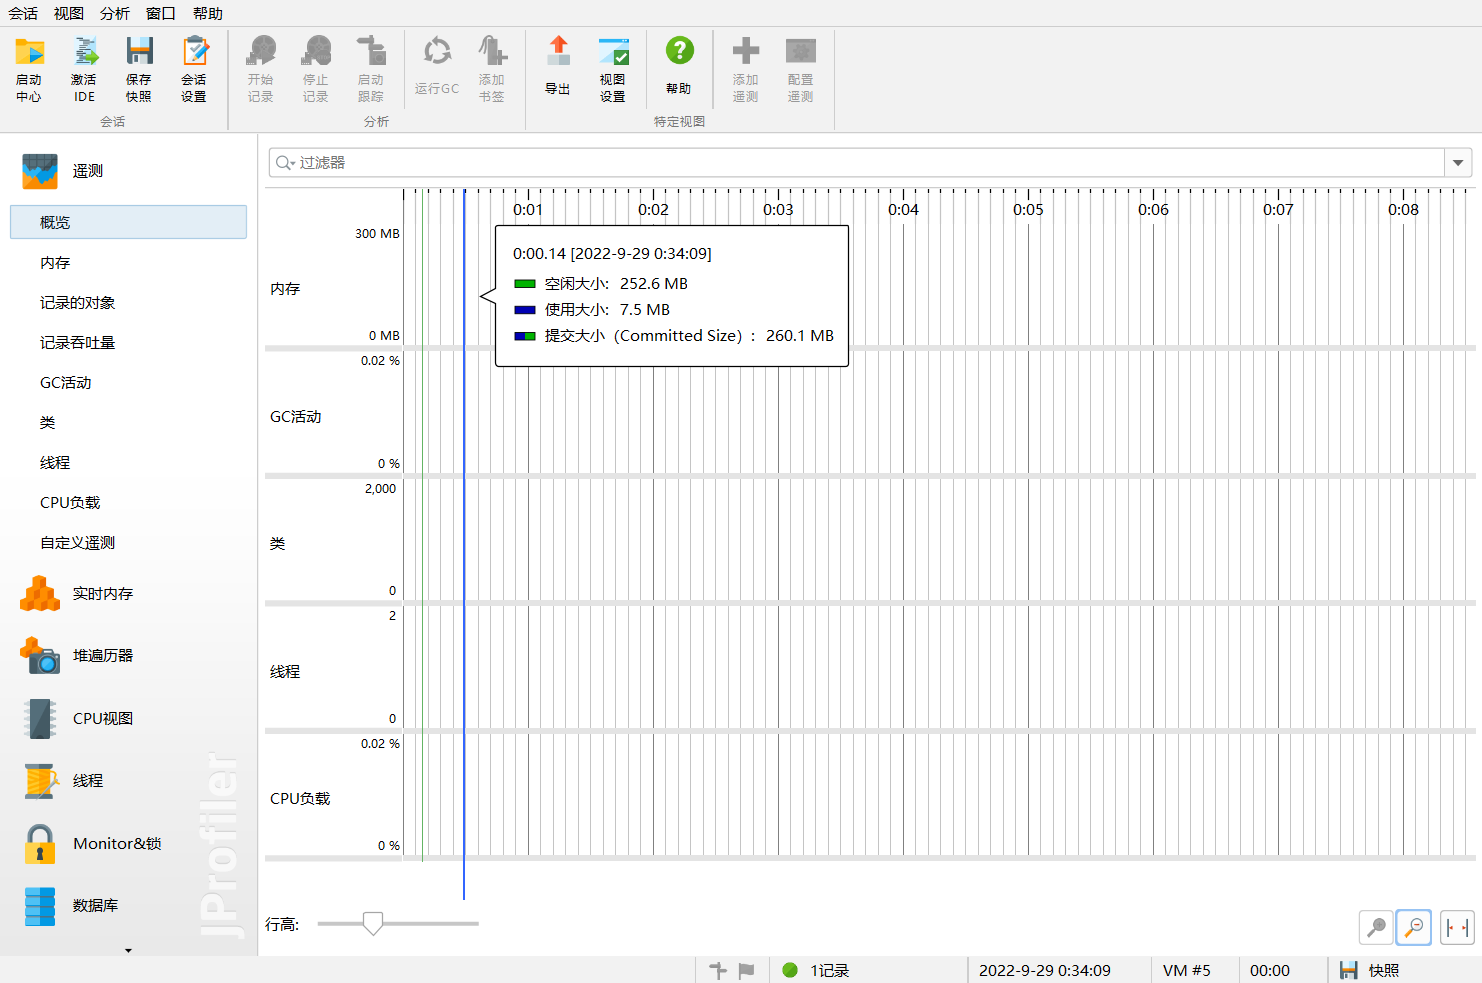 会话 视图 分析 窗口 帮助
启动中心
激活IDE
保存快照
会话设置
开始记录
停止记录
启动跟踪
运行GC
添加书签
导出
视图设置
帮助
添加遥测
配置遥测
会话
分析
特定视图
遥测
概览
内存
记录的对象
记录吞吐量
GC活动
类
线程
CPU负载
自定义遥测
实时内存
堆遍历器
CPU视图
线程
Monitor&锁
数据库
JProfiler
过滤器
0:01 0:02 0:03 0:04 0:05 0:06 0:07 0:08
300 MB
内存
0 MB
0:00.14 [2022-9-29 0:34:09]
空闲大小: 252.6 MB
使用大小: 7.5 MB
提交大小（Committed Size）: 260.1 MB
0.02 %
GC活动
0 %
2,000
类
0
2
线程
0
0.02 %
CPU负载
0 %
行高:
1记录 2022-9-29 0:34:09 VM #5 00:00 快照